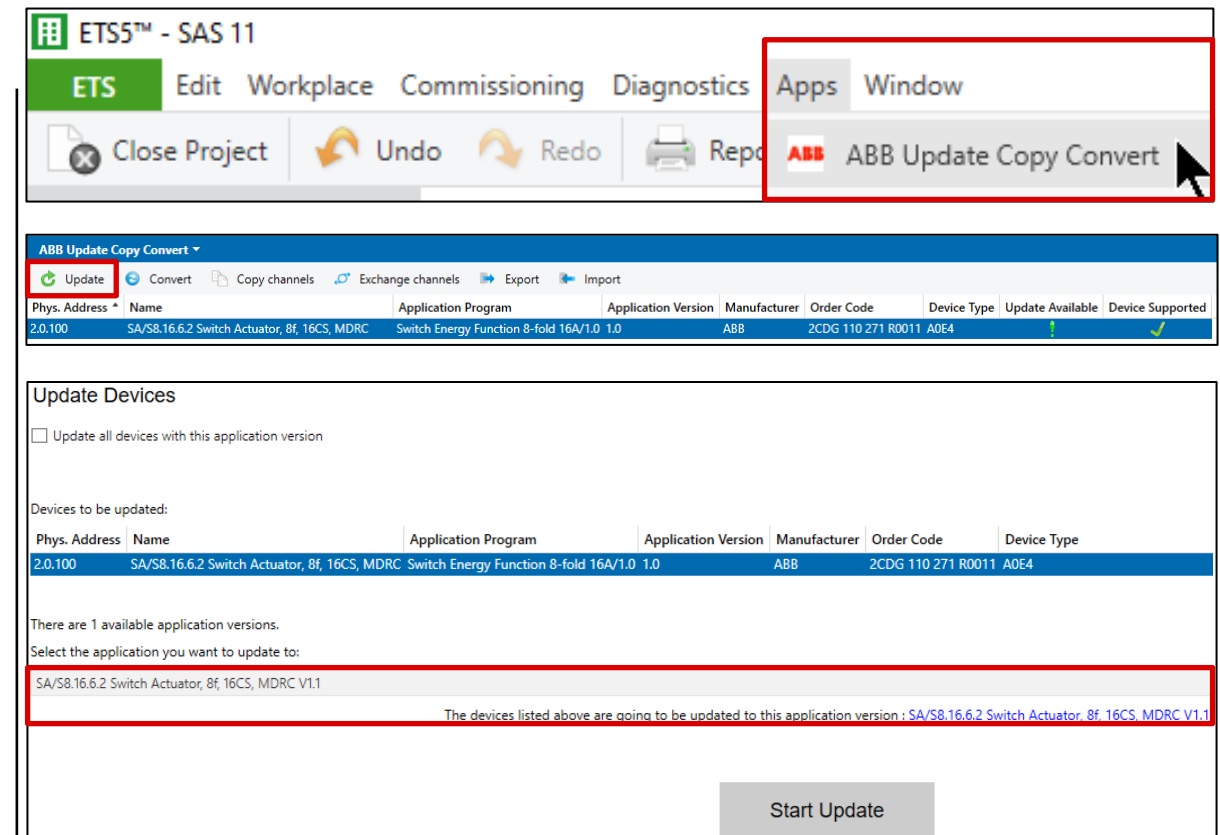 ETS5™ - SAS 11
ETS Edit Workplace Commissioning Diagnostics Apps Window
Close Project Undo Redo Repo ABB ABB Update Copy Convert
ABB Update Copy Convert
Update Convert Copy channels Exchange channels Export Import
Phys. Address Name Application Program Application Version Manufacturer Order Code Device Type Update Available Device Supported
2.0.100 SA/S8.16.6.2 Switch Actuator, 8f, 16CS, MDRC Switch Energy Function 8-fold 16A/1.0 1.0 ABB 2CDG 110 271 R0011 A0E4
Update Devices
Update all devices with this application version
Devices to be updated:
Phys. Address Name Application Program Application Version Manufacturer Order Code Device Type
2.0.100 SA/S8.16.6.2 Switch Actuator, 8f, 16CS, MDRC Switch Energy Function 8-fold 16A/1.0 1.0 ABB 2CDG 110 271 R0011 A0E4
There are 1 available application versions.
Select the application you want to update to:
SA/S8.16.6.2 Switch Actuator, 8f, 16CS, MDRC V1.1
The devices listed above are going to be updated to this application version : SA/S8.16.6.2 Switch Actuator, 8f, 16CS, MDRC V1.1
Start Update